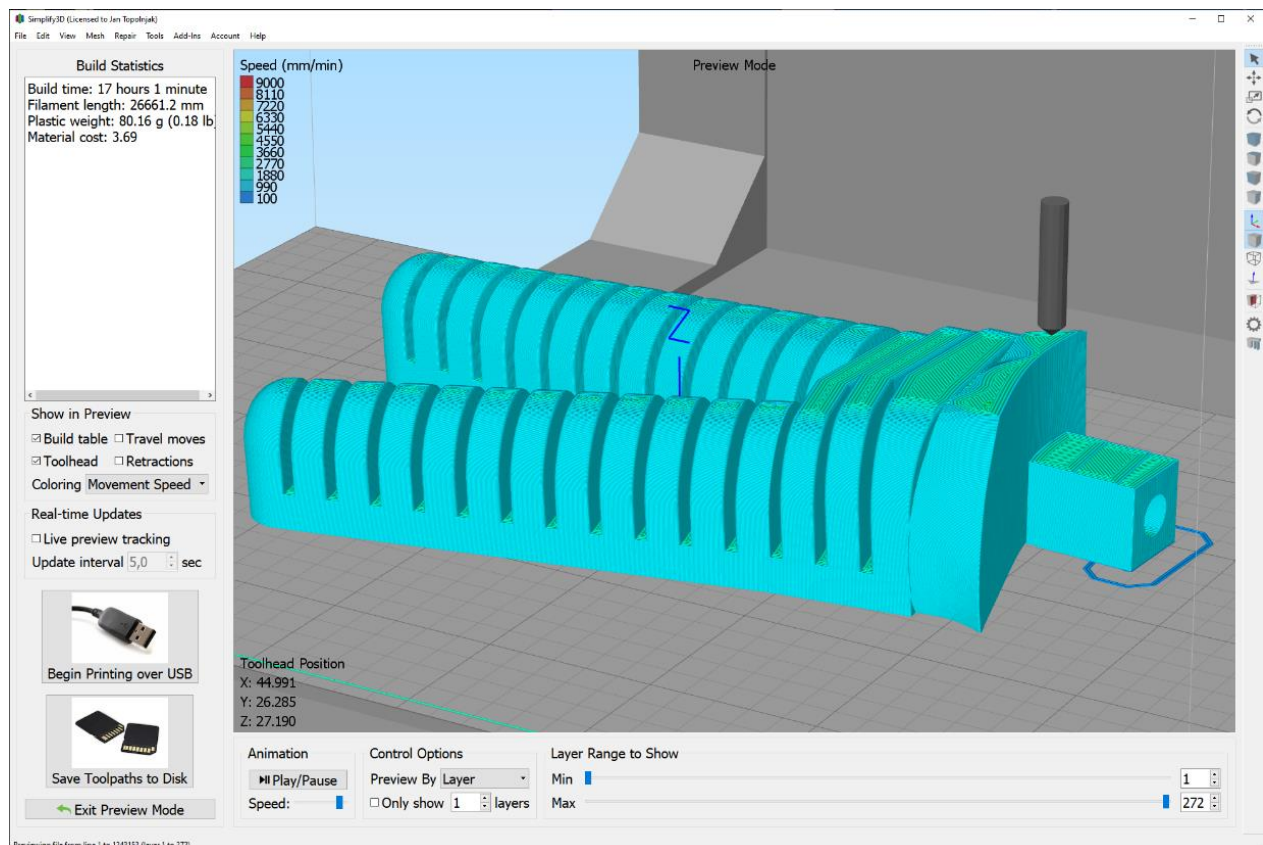 Simplify3D (Licensed to Jan Topolnjak)
File Edit View Mesh Repair Tools Add-Ins Account Help
Build Statistics
Build time: 17 hours 1 minute
Filament length: 26661.2 mm
Plastic weight: 80.16 g (0.18 lb
Material cost: 3.69
Show in Preview
Build table Travel moves
Toolhead Retractions
Coloring Movement Speed
Real-time Updates
Live preview tracking
Update interval 5,0 sec
Begin Printing over USB
Save Toolpaths to Disk
Exit Preview Mode
Speed (mm/min)
9000
8110
7220
6330
5440
4550
3660
2770
1880
990
100
Preview Mode
Z
Toolhead Position
X: 44.991
Y: 26.285
Z: 27.190
Animation
Play/Pause
Speed:
Control Options
Preview By Layer
Only show 1 layers
Layer Range to Show
Min 1
Max 272